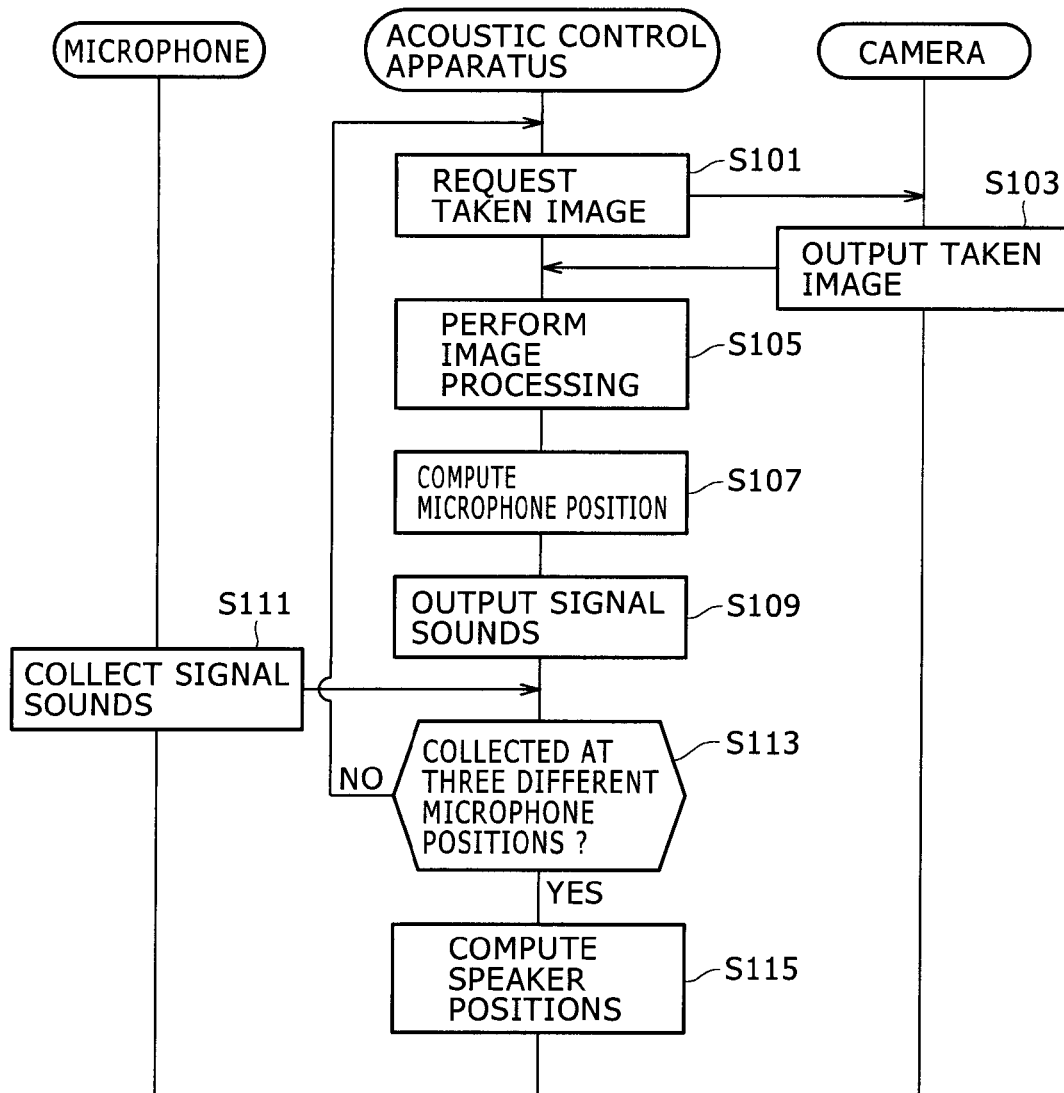 MICROPHONE
ACOUSTIC CONTROL
APPARATUS
CAMERA
S101
REQUEST
TAKEN IMAGE
S103
OUTPUT TAKEN
IMAGE
PERFORM
IMAGE
PROCESSING
S105
COMPUTE
MICROPHONE POSITION
S107
OUTPUT SIGNAL
SOUNDS
S109
S111
COLLECT SIGNAL
SOUNDS
COLLECTED AT
THREE DIFFERENT
MICROPHONE
POSITIONS ?
S113
NO
YES
COMPUTE
SPEAKER
POSITIONS
S115